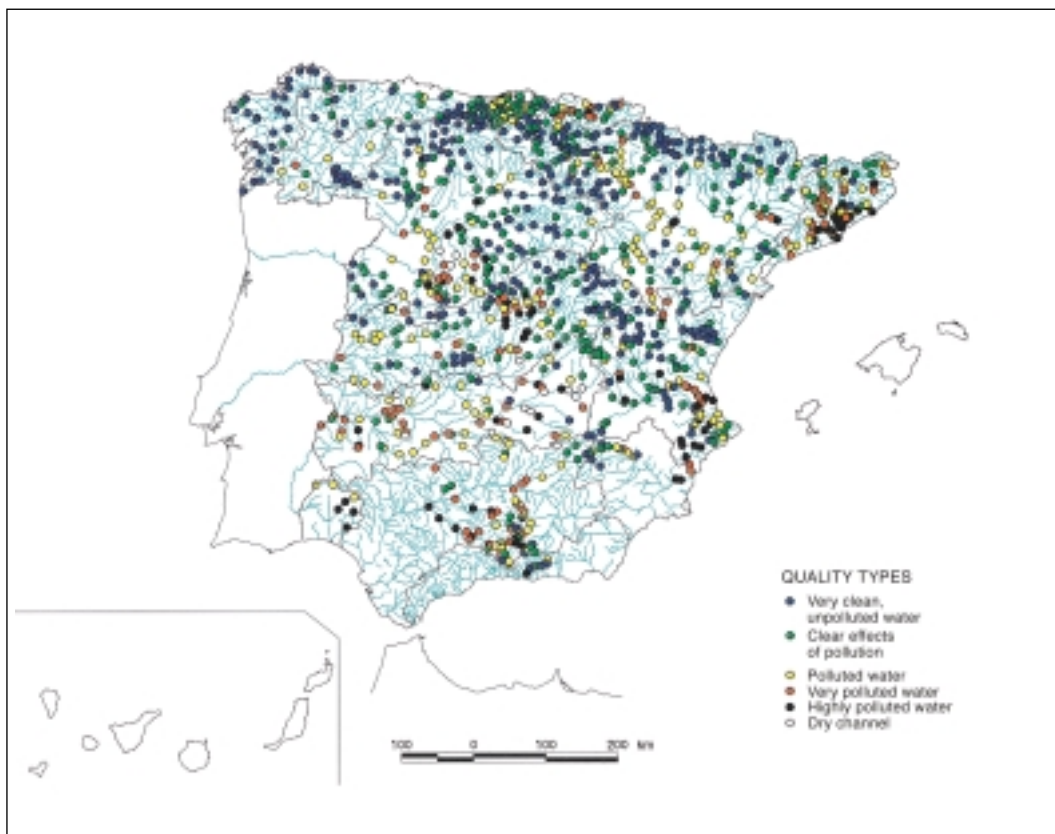 QUALITY TYPES
Very clean,
unpolluted water
Clear effects
of pollution
Polluted water
Very polluted water
Highly polluted water
Dry channel
100 0 100 200 km